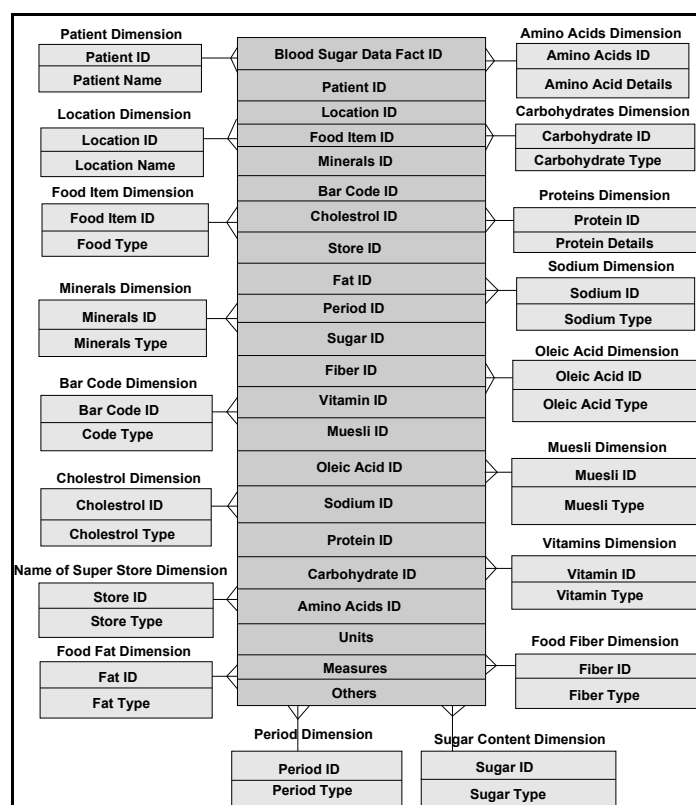 Patient Dimension
Patient ID
Patient Name
Location Dimension
Location ID
Location Name
Food Item Dimension
Food Item ID
Food Type
Minerals Dimension
Minerals ID
Minerals Type
Bar Code Dimension
Bar Code ID
Code Type
Cholestrol Dimension
Cholestrol ID
Cholestrol Type
Name of Super Store Dimension
Store ID
Store Type
Food Fat Dimension
Fat ID
Fat Type
Blood Sugar Data Fact ID
Patient ID
Location ID
Food Item ID
Minerals ID
Bar Code ID
Cholestrol ID
Store ID
Fat ID
Period ID
Sugar ID
Fiber ID
Vitamin ID
Muesli ID
Oleic Acid ID
Sodium ID
Protein ID
Carbohydrate ID
Amino Acids ID
Units
Measures
Others
Amino Acids Dimension
Amino Acids ID
Amino Acid Details
Carbohydrates Dimension
Carbohydrate ID
Carbohydrate Type
Proteins Dimension
Protein ID
Protein Details
Sodium Dimension
Sodium ID
Sodium Type
Oleic Acid Dimension
Oleic Acid ID
Oleic Acid Type
Muesli Dimension
Muesli ID
Muesli Type
Vitamins Dimension
Vitamin ID
Vitamin Type
Food Fiber Dimension
Fiber ID
Fiber Type
Period Dimension
Period ID
Period Type
Sugar Content Dimension
Sugar ID
Sugar Type